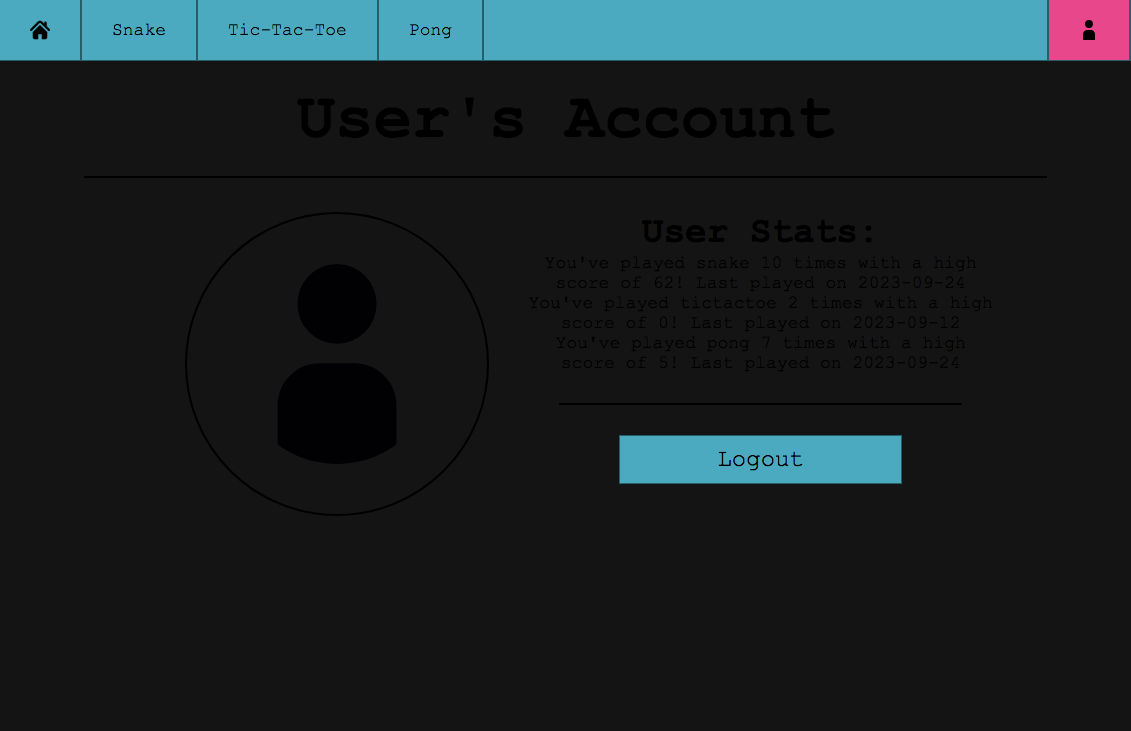 Snake
Tic-Tac-Toe
Pong
User's Account
User Stats:
You've played snake 10 times with a high
score of 62! Last played on 2023-09-24
You've played tictactoe 2 times with a high
score of 0! Last played on 2023-09-12
You've played pong 7 times with a high
score of 5! Last played on 2023-09-24
Logout